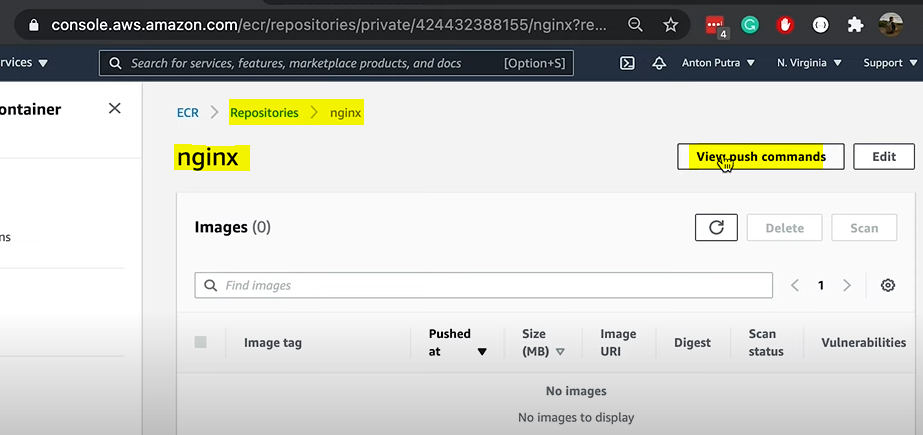 console.aws.amazon.com/ecr/repositories/private/424432388155/nginx?re...
4
Search for services, features, marketplace products, and docs [Option+S]
Anton Putra
N. Virginia
Support
ECR
Repositories
nginx
nginx
View push commands
Edit
Images (0)
Delete
Scan
Find images
1
Image tag
Pushed
at
Size
(MB)
Image
URI
Digest
Scan
status
Vulnerabilities
No images
No images to display